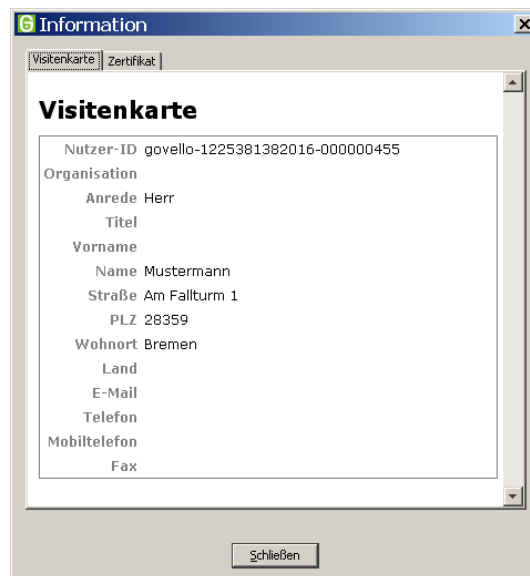 G Information
Visitenkarte Zertifikat
Visitenkarte
Nutzer-ID govello-1225381382016-000000455
Organisation
Anrede Herr
Titel
Vorname
Name Mustermann
Straße Am Fallturm 1
PLZ 28359
Wohnort Bremen
Land
E-Mail
Telefon
Mobiltelefon
Fax
Schließen